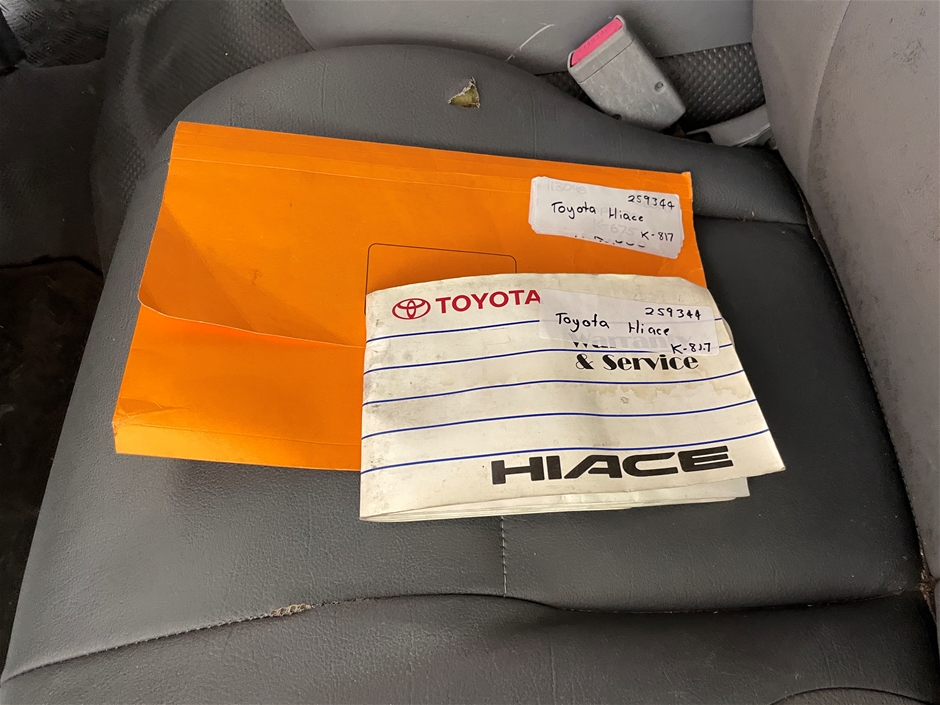 259344
Toyota Hiace
K-817
TOYOTA
259344
Toyota Hiace
K-817
& Service
HIACE